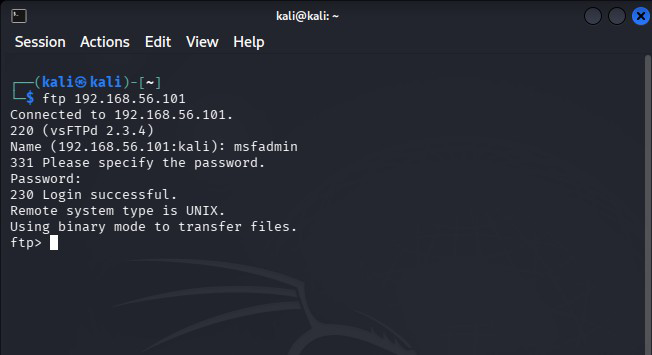 kali@kali: ~
Session Actions Edit View Help
┌──(kali㉿kali)-[~]
└─$ ftp 192.168.56.101
Connected to 192.168.56.101.
220 (vsFTPd 2.3.4)
Name (192.168.56.101:kali): msfadmin
331 Please specify the password.
Password:
230 Login successful.
Remote system type is UNIX.
Using binary mode to transfer files.
ftp>